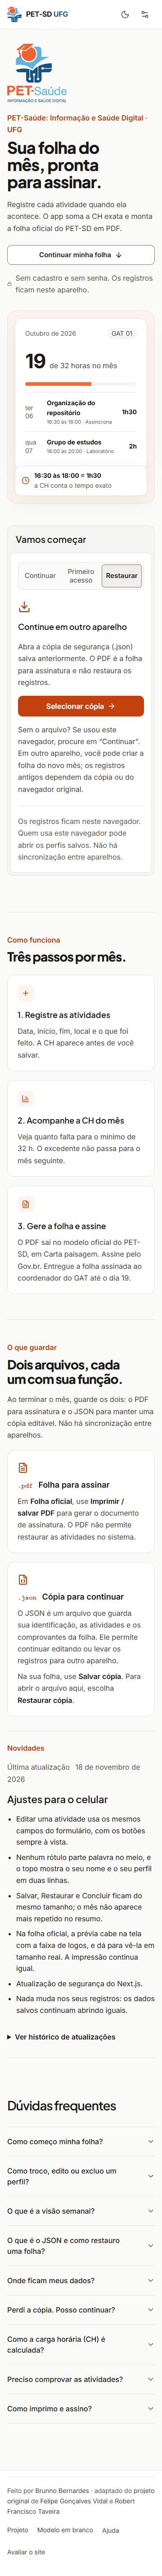 PET-SD UFG
PET-Saúde
INFORMAÇÃO E SAÚDE DIGITAL
PET-Saúde: Informação e Saúde Digital ·
UFG
Sua folha do
mês, pronta
para assinar.
Registre cada atividade quando ela
acontece. O app soma a CH exata e monta
a folha oficial do PET-SD em PDF.
Continuar minha folha
Sem cadastro e sem senha. Os registros
ficam neste aparelho.
Outubro de 2026
GAT 01
19 de 32 horas no mês
ter
06
Organização do
repositório
16:30 às 18:00 · Assíncrona
1h30
qua
07
Grupo de estudos
18:00 às 20:00 · Laboratório
2h
16:30 às 18:00 = 1h30
a CH conta o tempo exato
Vamos começar
Continuar
Primeiro
acesso
Restaurar
Continue em outro aparelho
Abra a cópia de segurança (.json)
salva anteriormente. O PDF é a folha
para assinatura e não restaura os
registros.
Selecionar cópia
Sem o arquivo? Se usou este
navegador, procure em "Continuar".
Em outro aparelho, você pode criar a
folha do novo mês; os registros
antigos dependem da cópia ou do
navegador original.
Os registros ficam neste navegador.
Quem usa este navegador pode
abrir os perfis salvos. Não há
sincronização entre aparelhos.
Como funciona
Três passos por mês.
1. Registre as atividades
Data, início, fim, local e o que foi
feito. A CH aparece antes de você
salvar.
2. Acompanhe a CH do mês
Veja quanto falta para o mínimo de
32 h. O excedente não passa para o
mês seguinte.
3. Gere a folha e assine
O PDF sai no modelo oficial do PET-
SD, em Carta paisagem. Assine pelo
Gov.br. Entregue a folha assinada ao
coordenador do GAT até o dia 19.
O que guardar
Dois arquivos, cada
um com sua função.
Ao terminar o mês, guarde os dois: o PDF
para assinatura e o JSON para manter uma
cópia editável. Não há sincronização entre
aparelhos.
.pdf Folha para assinar
Em Folha oficial, use Imprimir /
salvar PDF para gerar o documento
de assinatura. O PDF não permite
restaurar as atividades no sistema.
.json Cópia para continuar
O JSON é um arquivo que guarda
sua identificação, as atividades e os
comprovantes da folha. Ele permite
continuar editando ou levar os
registros para outro aparelho.
Na sua folha, use Salvar cópia. Para
abrir o arquivo aqui, escolha
Restaurar cópia.
Novidades
Última atualização 18 de novembro de
2026
Ajustes para o celular
Editar uma atividade usa os mesmos
campos do formulário, com os botões
sempre à vista.
Nenhum rótulo parte palavra no meio, e
o topo mostra o seu nome e o seu perfil
em duas linhas.
Salvar, Restaurar e Concluir ficam do
mesmo tamanho; o mês não aparece
mais repetido no resumo.
Na folha oficial, a prévia cabe na tela
com a faixa de logos, e dá para vê-la em
tamanho real. A impressão continua
igual.
Atualização de segurança do Next.js.
Nada muda nos seus registros: os dados
salvos continuam abrindo iguais.
Ver histórico de atualizações
Dúvidas frequentes
Como começo minha folha?
Como troco, edito ou excluo um
perfil?
O que é a visão semanal?
O que é o JSON e como restauro
uma folha?
Onde ficam meus dados?
Perdi a cópia. Posso continuar?
Como a carga horária (CH) é
calculada?
Preciso comprovar as atividades?
Como imprimo e assino?
Feito por Brunno Bernardes · adaptado do projeto
original de Felipe Gonçalves Vidal e Robert
Francisco Taveira
Projeto
Modelo em branco
Ajuda
Avaliar o site